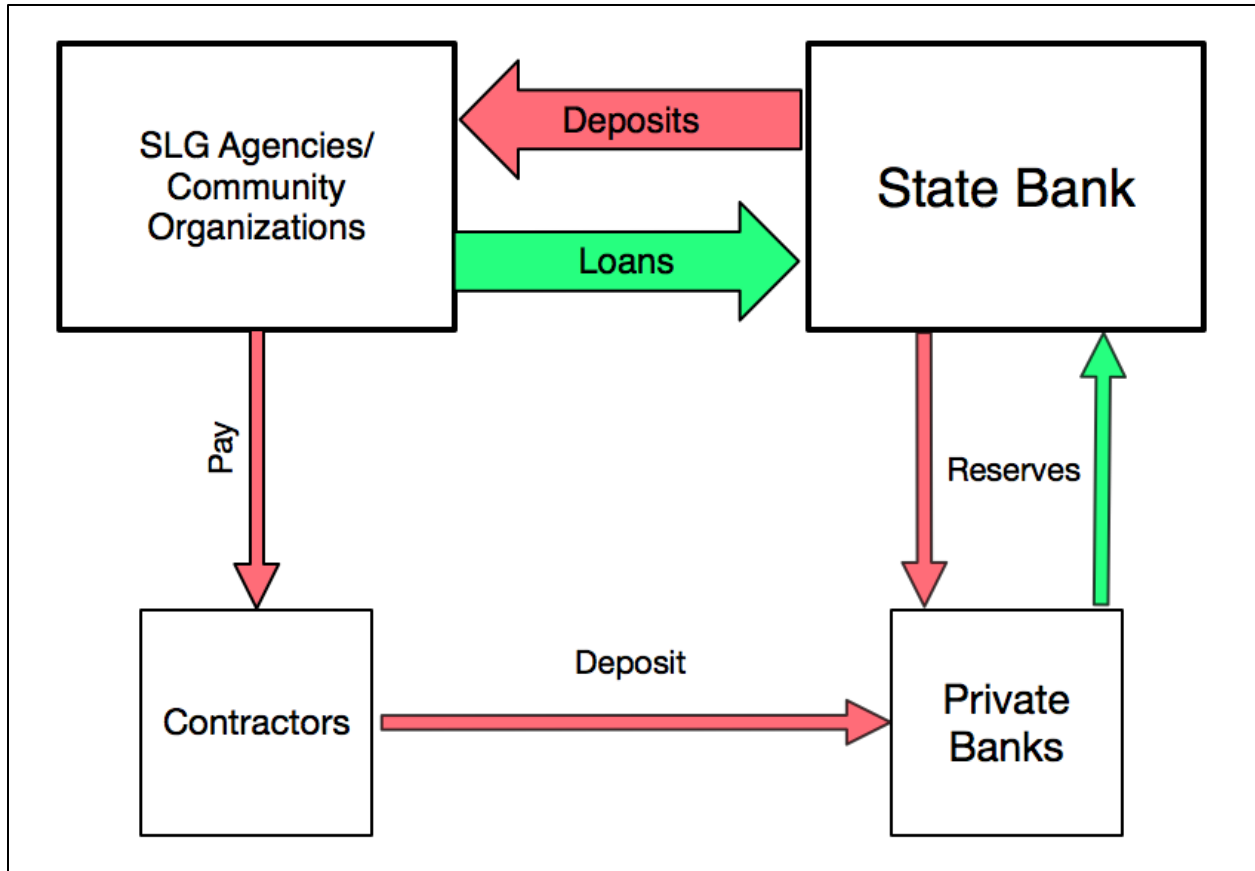 SLG Agencies/
Community
Organizations
Deposits
State Bank
Loans
Pay
Reserves
Contractors
Deposit
Private
Banks